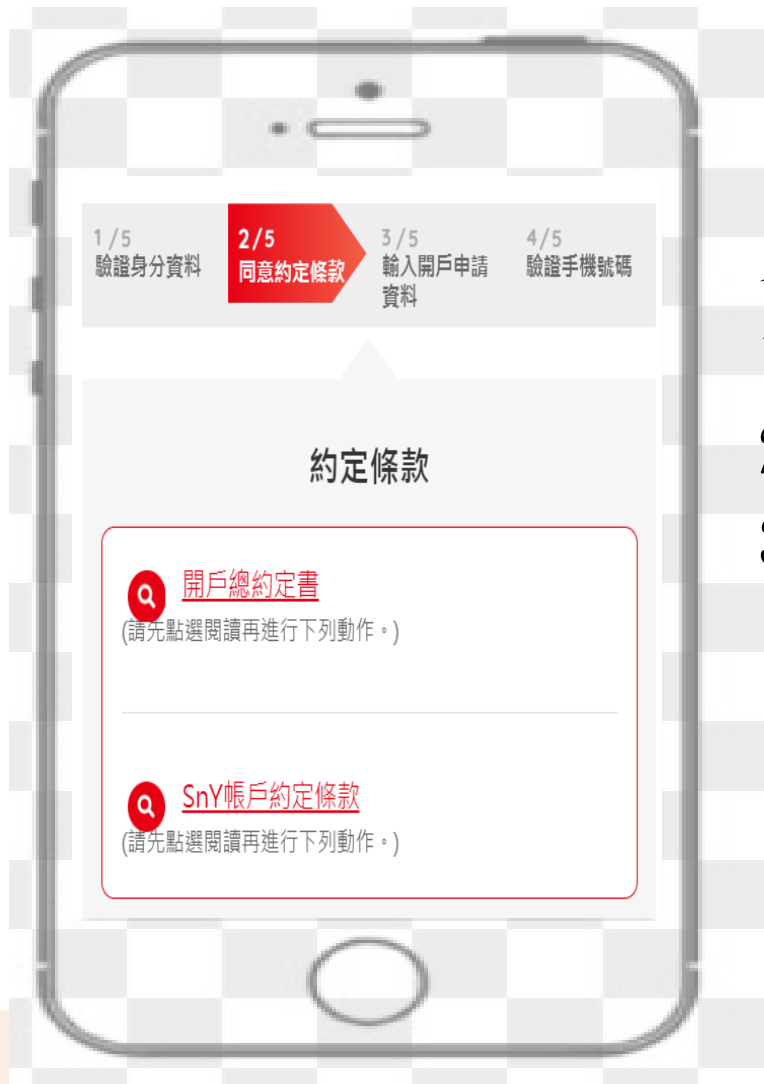 1 /5
驗證身分資料
2/5
同意約定條款
3 /5
輸入開戶申請
資料
4/5
驗證手機號碼
約定條款
開戶總約定書
(請先點選閱讀再進行下列動作。)
SnY帳戶約定條款
(請先點選閱讀再進行下列動作。)